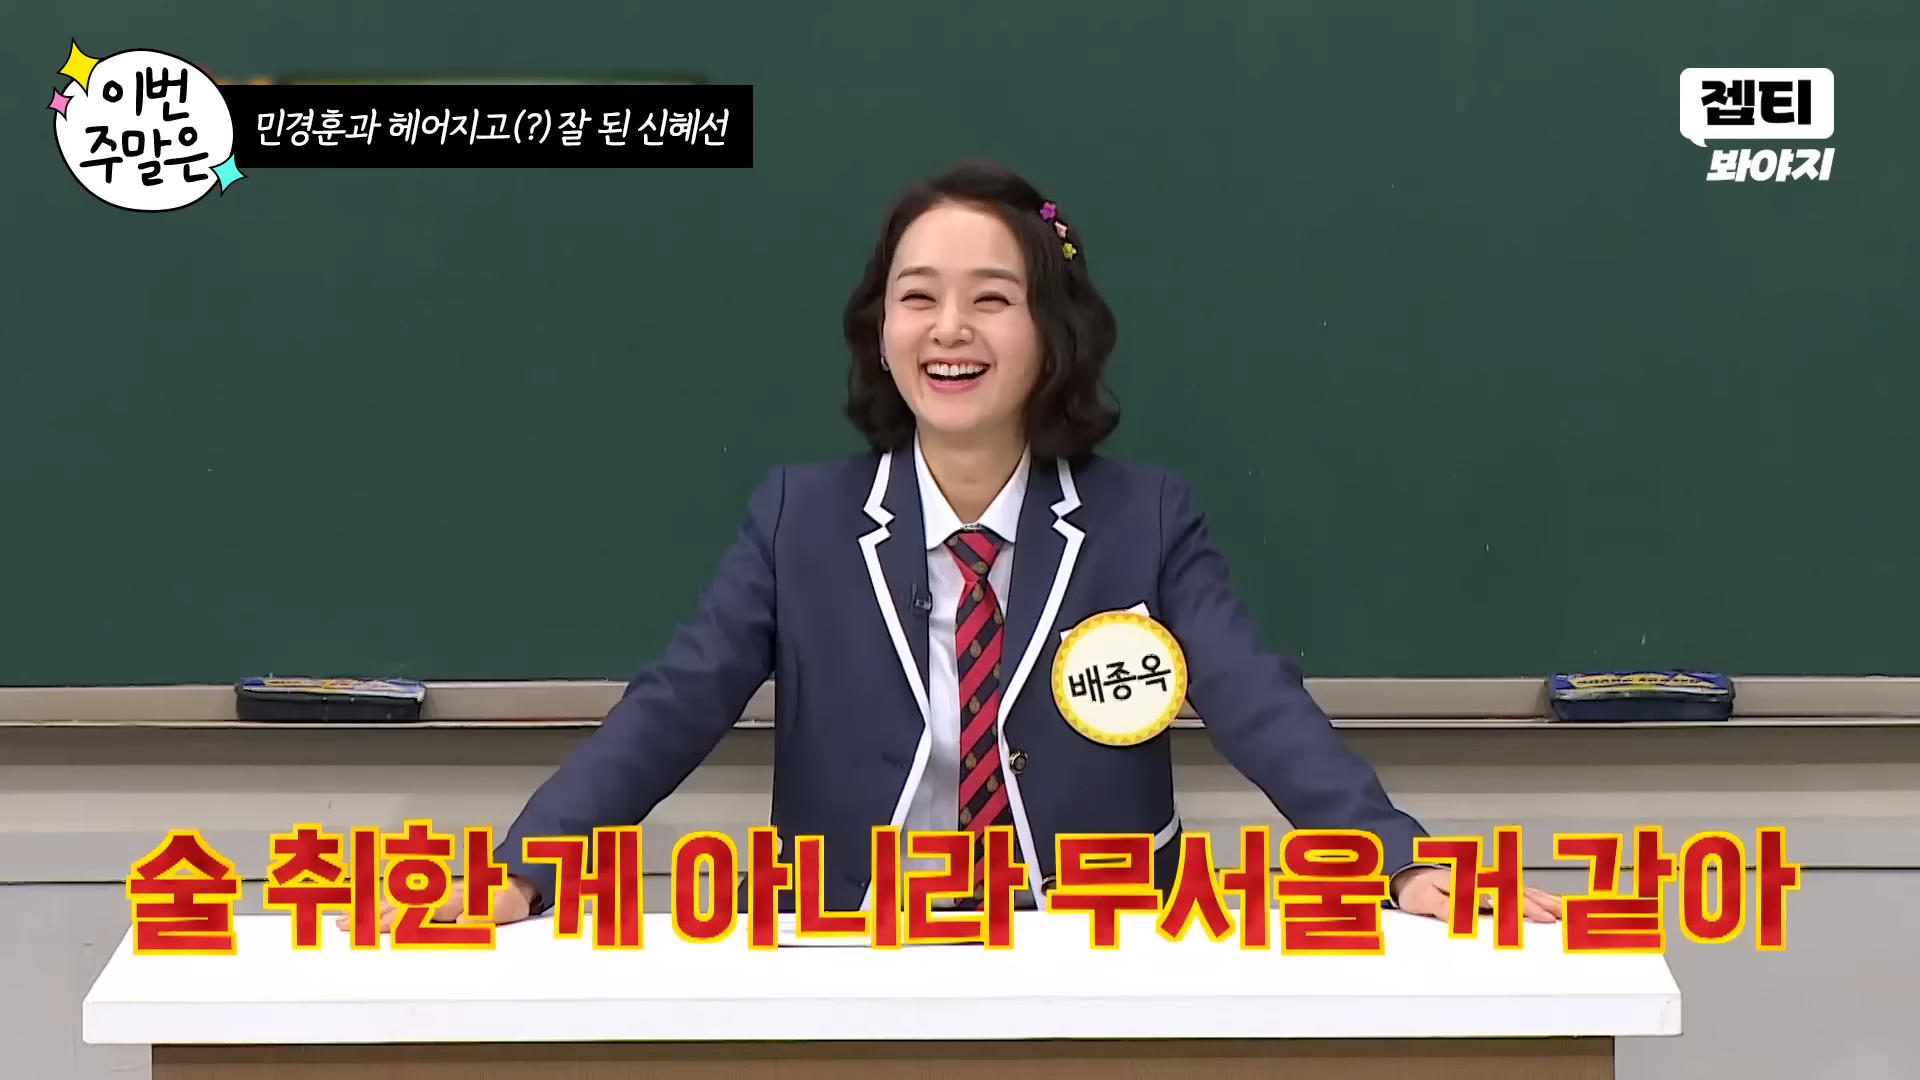 이번
주말은
민경훈과 헤어지고(?) 잘 된 신혜선
젭티
봐야지
배종옥
술 취한 게 아니라 무서울 거 같아